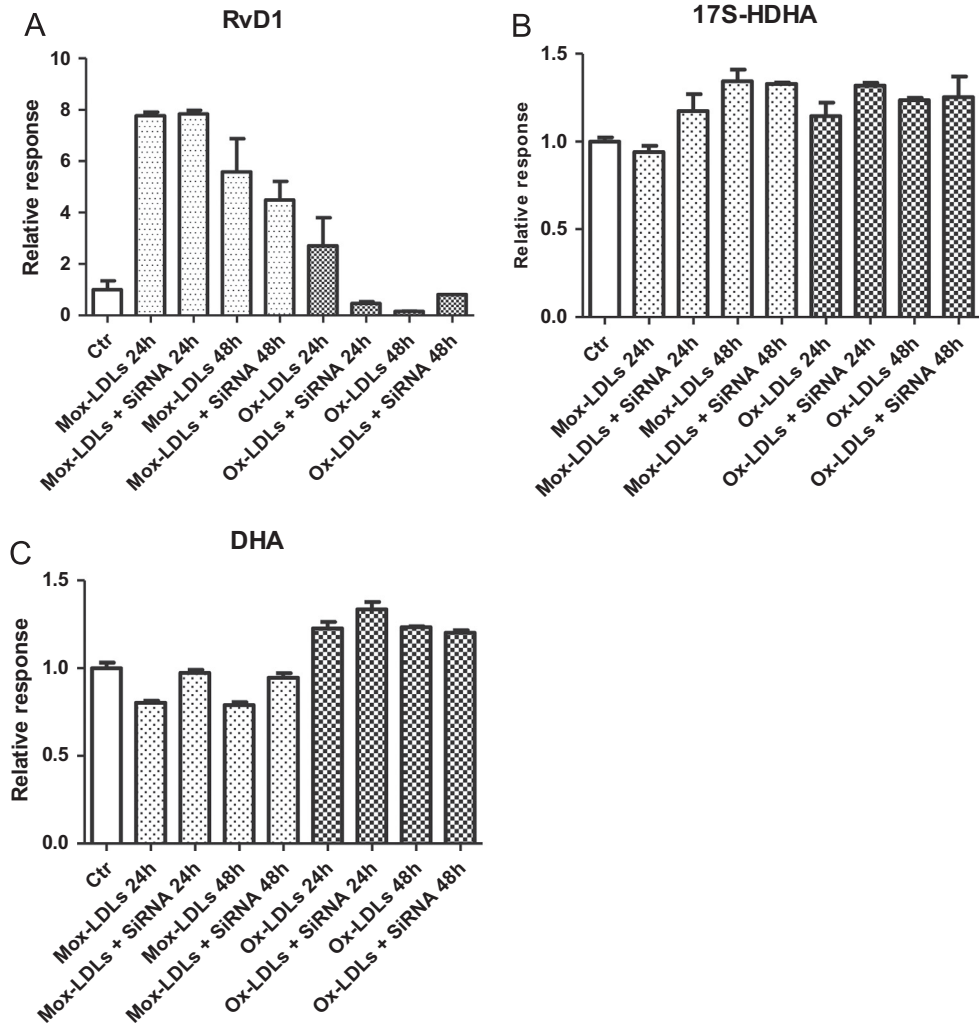 A
RvD1
Relative response
10
8
6
4
2
0
Ctr
Mox-LDLs 24h
Mox-LDLs + SiRNA 24h
Mox-LDLs 48h
Mox-LDLs + SiRNA 48h
Ox-LDLs 24h
Ox-LDLs + SiRNA 24h
Ox-LDLs 48h
Ox-LDLs + SiRNA 48h
B
17S-HDHA
Relative response
1.5
1.0
0.5
0.0
Ctr
Mox-LDLs 24h
Mox-LDLs + SiRNA 24h
Mox-LDLs 48h
Mox-LDLs + SiRNA 48h
Ox-LDLs 24h
Ox-LDLs + SiRNA 24h
Ox-LDLs 48h
Ox-LDLs + SiRNA 48h
C
DHA
Relative response
1.5
1.0
0.5
0.0
Ctr
Mox-LDLs 24h
Mox-LDLs + SiRNA 24h
Mox-LDLs 48h
Mox-LDLs + SiRNA 48h
Ox-LDLs 24h
Ox-LDLs + SiRNA 24h
Ox-LDLs 48h
Ox-LDLs + SiRNA 48h